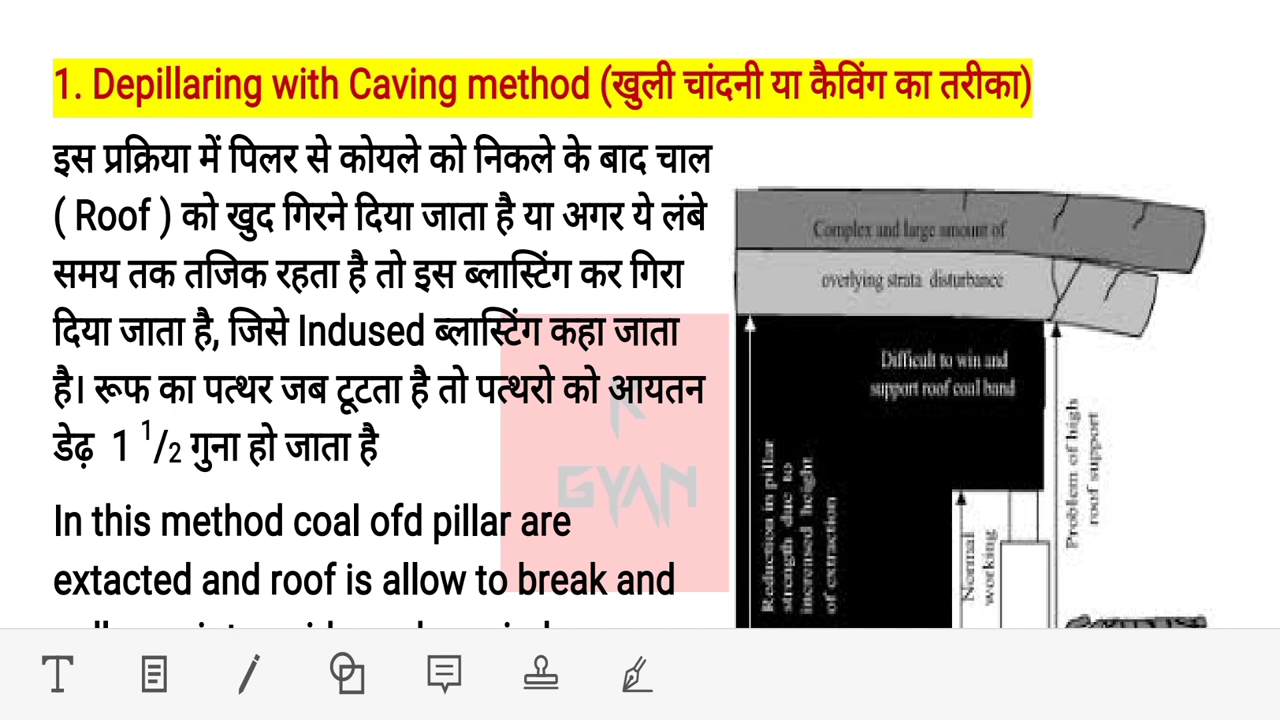 1. Depillaring with Caving method (खुली चांदनी या कैविंग का तरीका)
इस प्रक्रिया में पिलर से कोयले को निकले के बाद चाल
( Roof ) को खुद गिरने दिया जाता है या अगर ये लंबे
समय तक तजिक रहता है तो इस ब्लास्टिंग कर गिरा
दिया जाता है, जिसे Indused ब्लास्टिंग कहा जाता
है। रूफ का पत्थर जब टूटता है तो पत्थरो को आयतन
डेढ़ 1 1/2 गुना हो जाता है
In this method coal ofd pillar are
extacted and roof is allow to break and
Complex and large amount of
overlying strata disturbance
Difficult to win and
support roof coal band
Reduction in pillar
strength due to
increased height
of extraction
Normal
working
Problem of high
roof support
GYAN